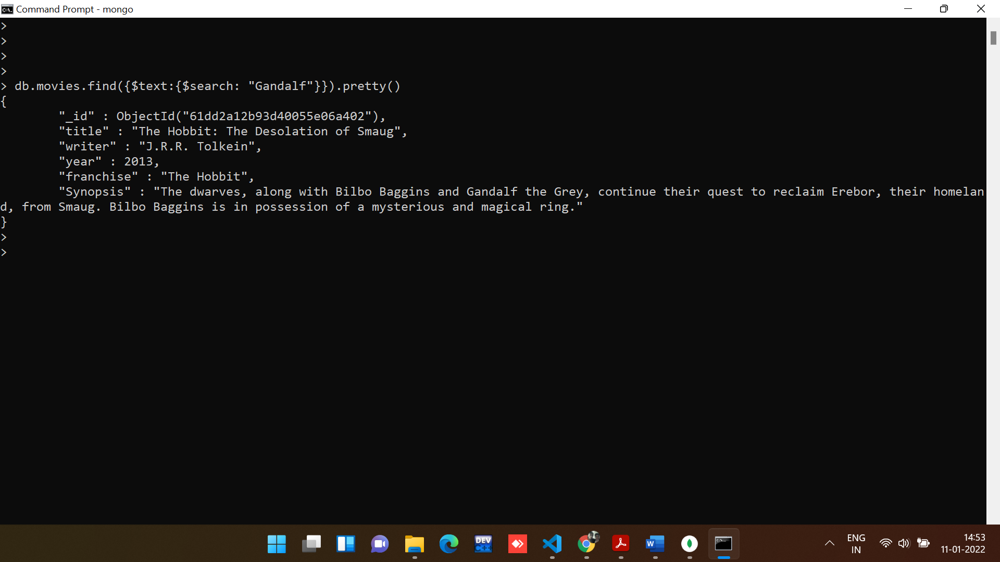 Command Prompt - mongo
>
>
>
>
> db.movies.find({$text:{$search: "Gandalf"}}).pretty()
{
"_id" : ObjectId("61dd2a12b93d40055e06a402"),
"title" : "The Hobbit: The Desolation of Smaug",
"writer" : "J.R.R. Tolkein",
"year" : 2013,
"franchise" : "The Hobbit",
"Synopsis" : "The dwarves, along with Bilbo Baggins and Gandalf the Grey, continue their quest to reclaim Erebor, their homelan
d, from Smaug. Bilbo Baggins is in possession of a mysterious and magical ring."
}
>
>
DEV
C++
W
ENG
IN
14:53
11-01-2022